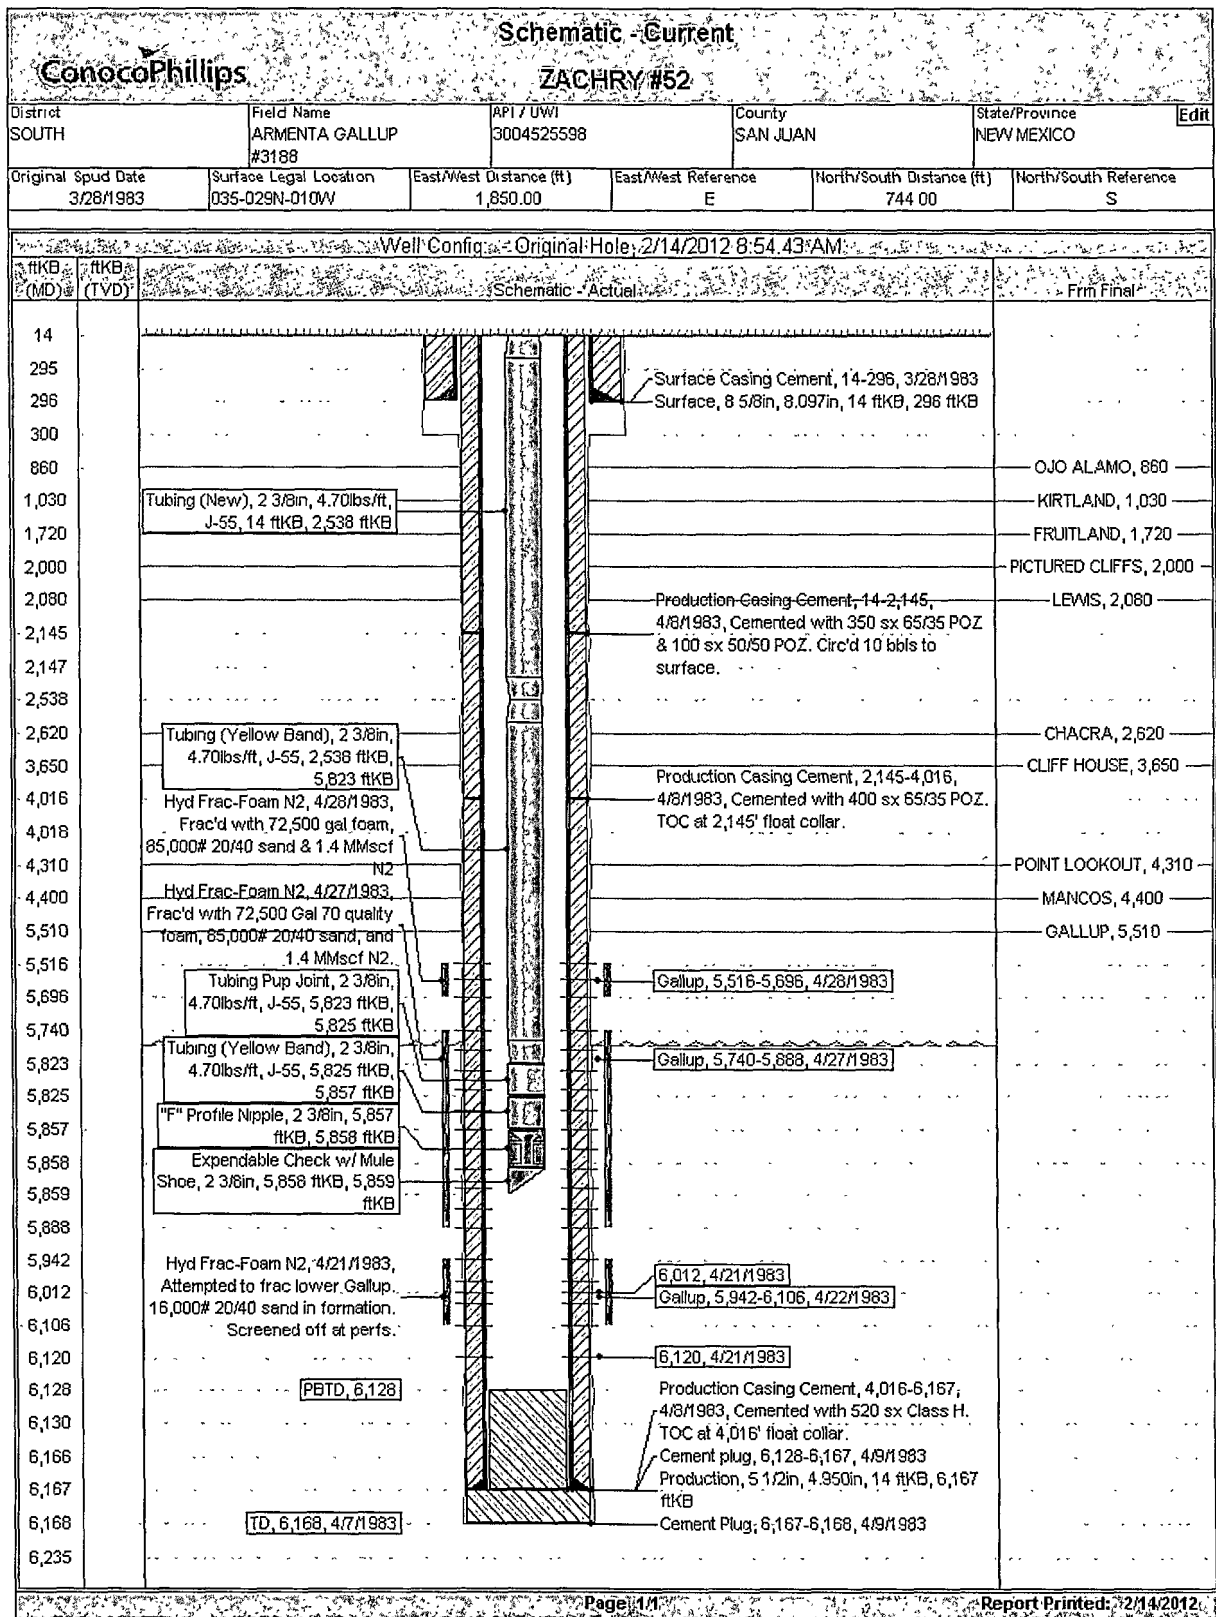 Schematic - Current
ConocoPhillips
ZACHRY #52
District
SOUTH
Field Name
ARMENTA GALLUP
#3188
API / UWI
3004525598
County
SAN JUAN
State/Province
NEW MEXICO
Edit
Original Spud Date
3/28/1983
Surface Legal Location
035-029N-010W
East/West Distance (ft)
1,850.00
East/West Reference
E
North/South Distance (ft)
744 00
North/South Reference
S
Well Config: - Original Hole, 2/14/2012 8:54:43 AM
ftKB
(MD)
ftKB
(TVD)
Schematic - Actual
Frm Final
14
295
296
300
860
1,030
1,720
2,000
2,080
2,145
2,147
2,538
2,620
3,650
4,016
4,018
4,310
4,400
5,510
5,516
5,696
5,740
5,823
5,825
5,857
5,858
5,859
5,888
5,942
6,012
6,106
6,120
6,128
6,130
6,166
6,167
6,168
6,235
Tubing (New), 2 3/8in, 4.70lbs/ft,
J-55, 14 ftKB, 2,538 ftKB
Tubing (Yellow Band), 2 3/8in,
4.70lbs/ft, J-55, 2,538 ftKB,
5,823 ftKB
Hyd Frac-Foam N2, 4/28/1983,
Frac'd with 72,500 gal foam,
85,000# 20/40 sand & 1.4 MMscf
N2
Hyd Frac-Foam N2, 4/27/1983,
Frac'd with 72,500 Gal 70 quality
foam, 85,000# 20/40 sand, and
1.4 MMscf N2.
Tubing Pup Joint, 2 3/8in,
4.70lbs/ft, J-55, 5,823 ftKB,
5,825 ftKB
Tubing (Yellow Band), 2 3/8in,
4.70lbs/ft, J-55, 5,825 ftKB,
5,857 ftKB
"F" Profile Nipple, 2 3/8in, 5,857
ftKB, 5,858 ftKB
Expendable Check w/ Mule
Shoe, 2 3/8in, 5,858 ftKB, 5,859
ftKB
Hyd Frac-Foam N2, 4/21/1983,
Attempted to frac lower Gallup.
16,000# 20/40 sand in formation.
Screened off at perfs.
PBTD, 6,128
TD, 6,168, 4/7/1983
Surface Casing Cement, 14-296, 3/28/1983
Surface, 8 5/8in, 8.097in, 14 ftKB, 296 ftKB
Production Casing Cement, 14-2,145,
4/8/1983, Cemented with 350 sx 65/35 POZ
& 100 sx 50/50 POZ. Circ'd 10 bbls to
surface.
Production Casing Cement, 2,145-4,016,
4/8/1983, Cemented with 400 sx 65/35 POZ.
TOC at 2,145' float collar.
Gallup, 5,516-5,696, 4/28/1983
Gallup, 5,740-5,888, 4/27/1983
6,012, 4/21/1983
Gallup, 5,942-6,106, 4/22/1983
6,120, 4/21/1983
Production Casing Cement, 4,016-6,167,
4/8/1983, Cemented with 520 sx Class H.
TOC at 4,016' float collar.
Cement plug, 6,128-6,167, 4/9/1983
Production, 5 1/2in, 4.950in, 14 ftKB, 6,167
ftKB
Cement Plug, 6,167-6,168, 4/9/1983
OJO ALAMO, 860
KIRTLAND, 1,030
FRUITLAND, 1,720
PICTURED CLIFFS, 2,000
LEWIS, 2,080
CHACRA, 2,620
CLIFF HOUSE, 3,650
POINT LOOKOUT, 4,310
MANCOS, 4,400
GALLUP, 5,510
Page 1/1
Report Printed: 2/14/2012